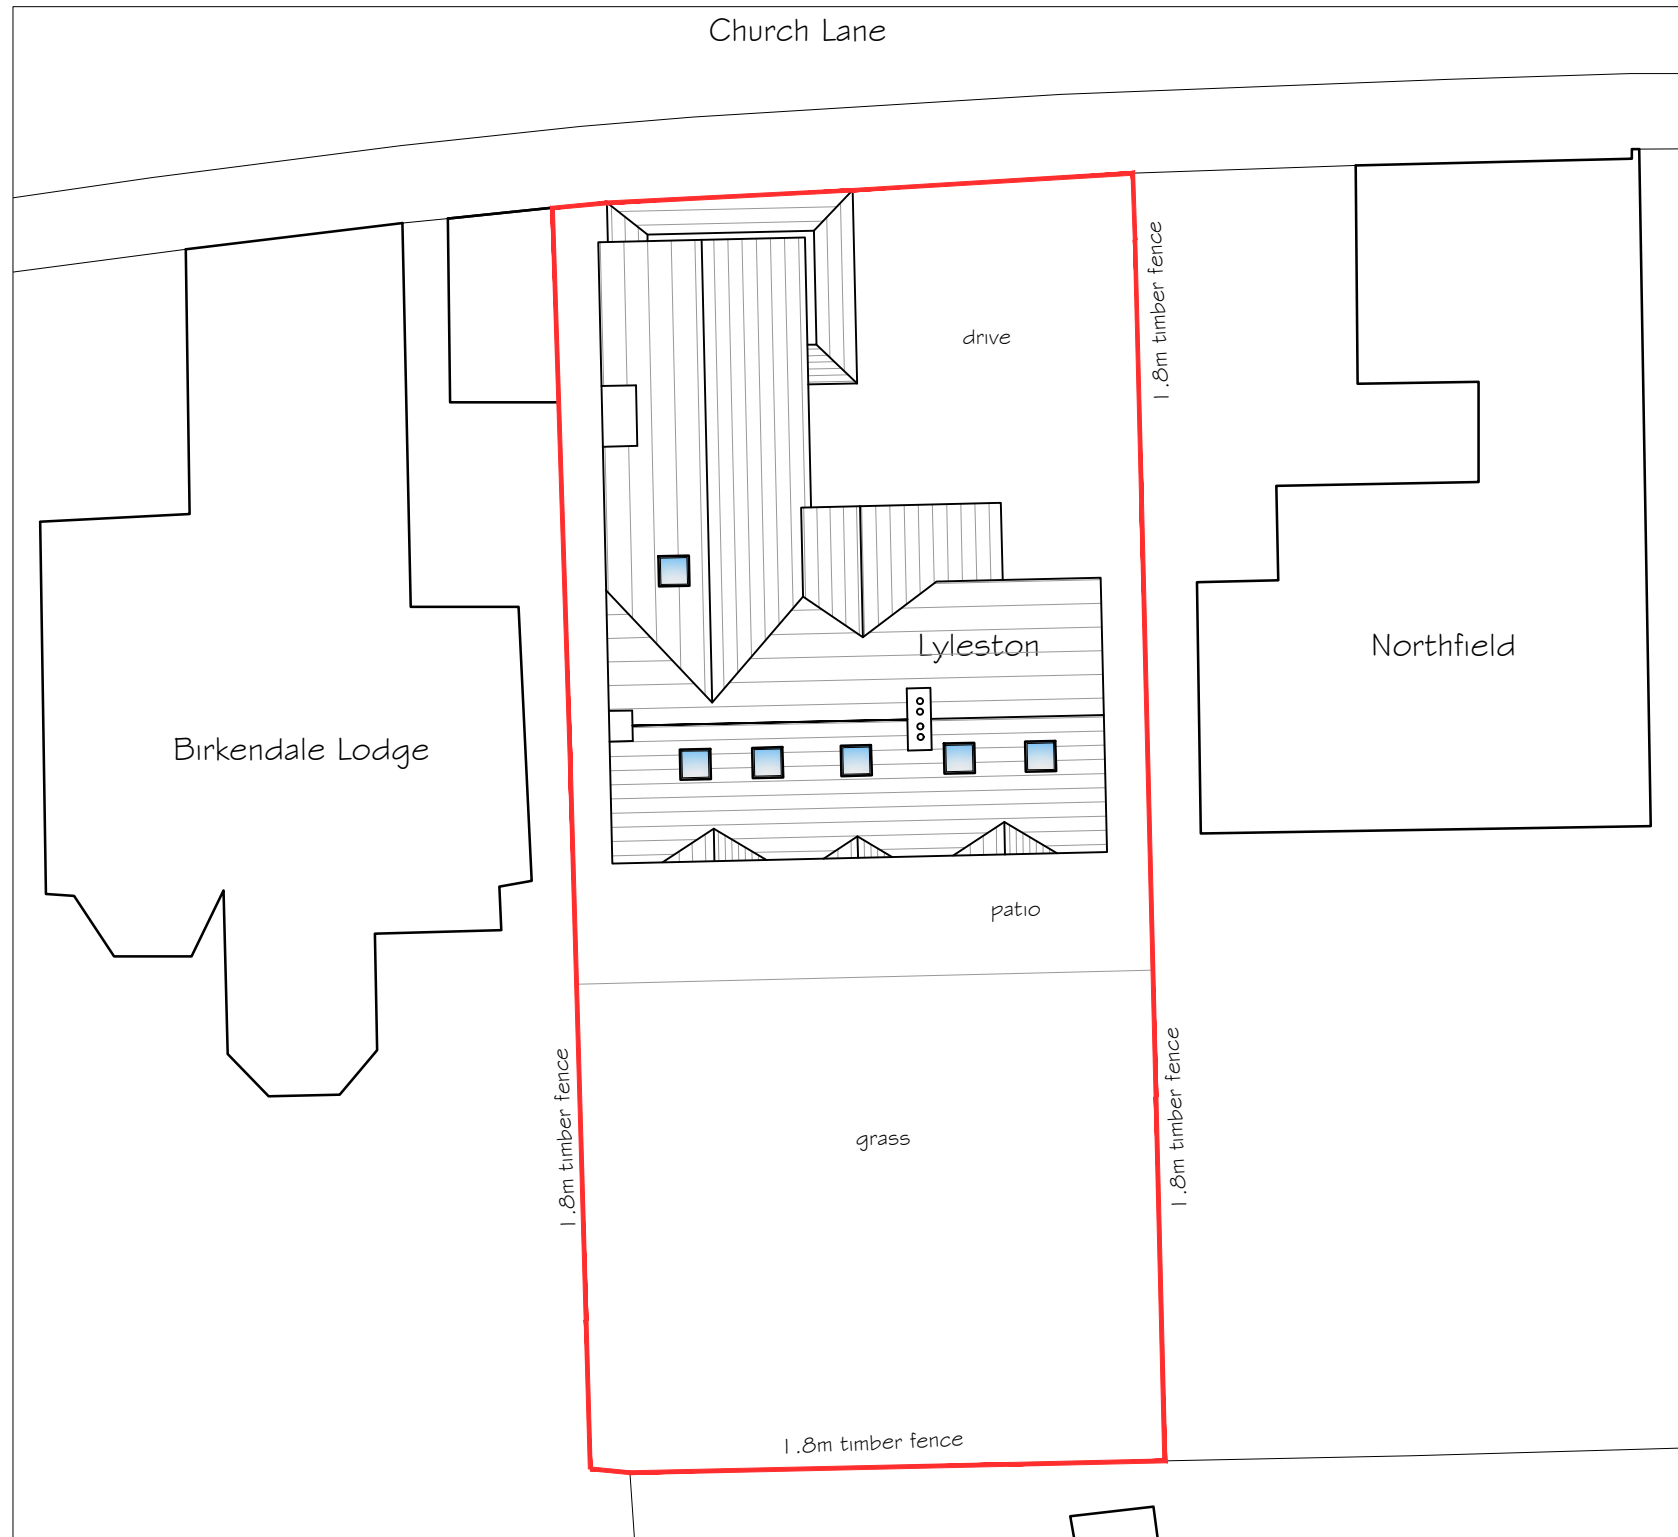 Church Lane
1.8m timber fence
drive
Lyleston
Northfield
Birkendale Lodge
patio
1.8m timber fence
1.8m timber fence
grass
1.8m timber fence